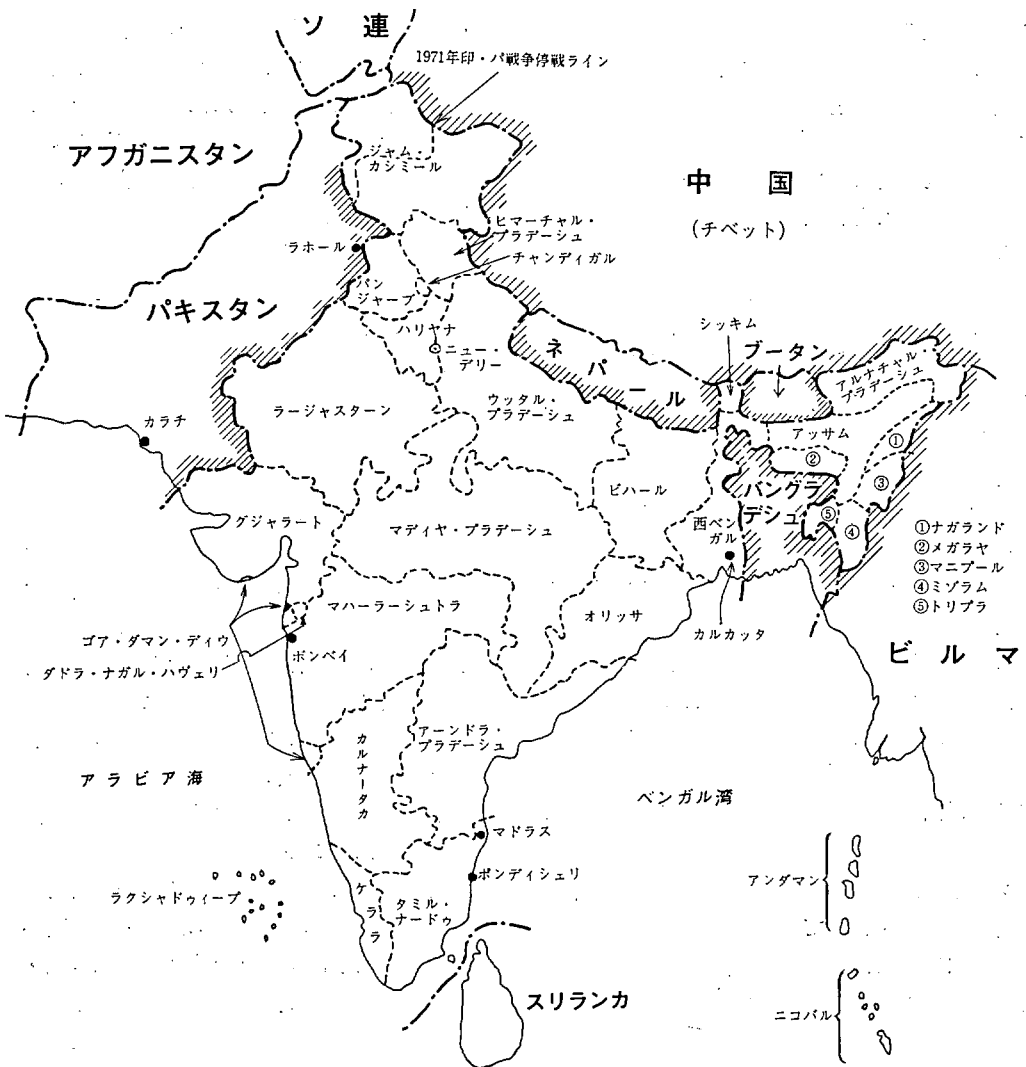 ソ連
1971年印・パ戦争停戦ライン
アフガニスタン
ジャム・
カシミール
中国
(チベット)
ヒマーチャル・
プラデーシュ
ラホール
チャンディガル
パン
ジャーブ
パキスタン
ハリヤナ
ニュー・
デリー
シッキム
ネパール
ブータン
アルナチャル・
プラデーシュ
ラージャスターン
ウッタル・
プラデーシュ
カラチ
アッサム
①
②
③
ビハール
バングラ
デシュ
⑤
④
グジャラート
マディヤ・プラデーシュ
西ベン
ガル
①ナガランド
②メガラヤ
③マニプール
④ミゾラム
⑤トリプラ
マハーラーシュトラ
オリッサ
カルカッタ
ゴア・ダマン・ディウ
ダドラ・ナガル・ハヴェリ
ボンベイ
ビルマ
アーンドラ・
プラデーシュ
カルナータカ
アラビア海
ベンガル湾
マドラス
ポンディシェリ
アンダマン
ラクシャドゥィープ
ケララ
タミル・
ナードゥ
スリランカ
ニコバル